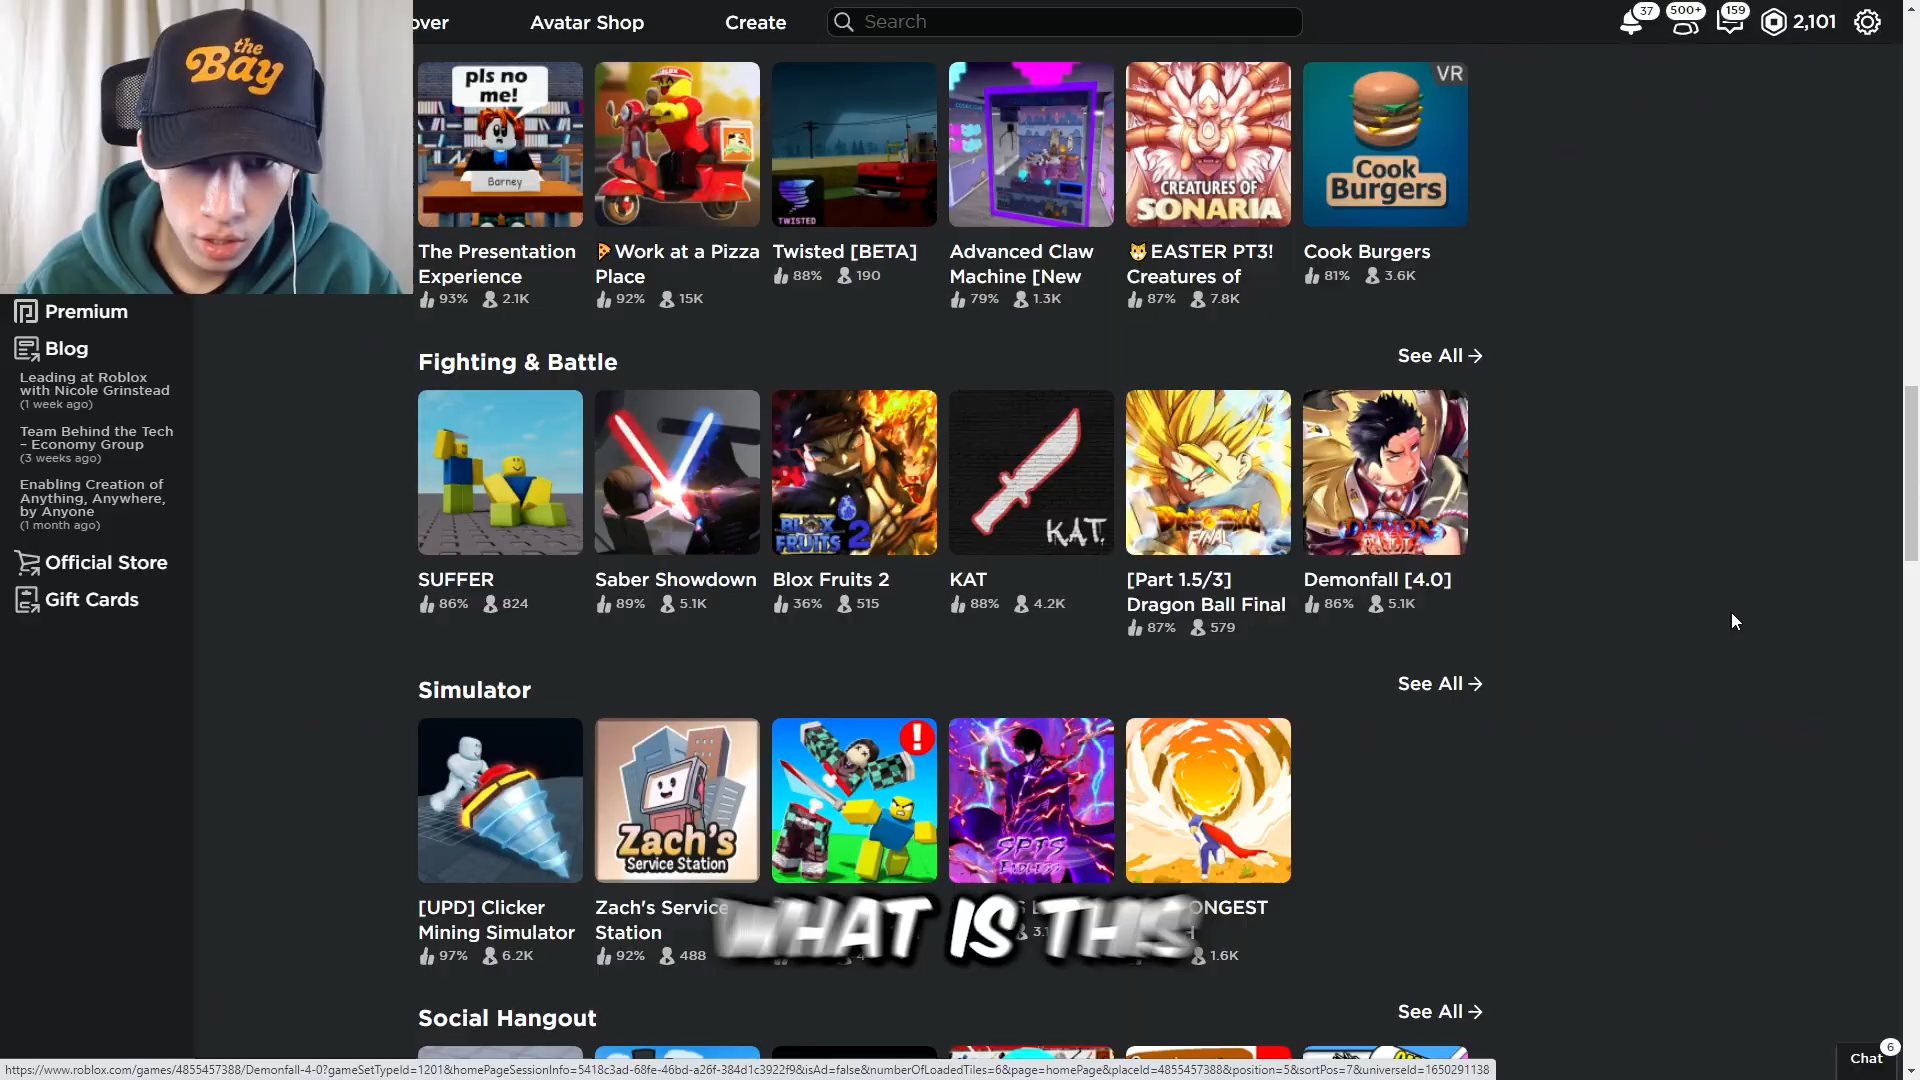 the
Bay
over
Avatar Shop
Create
Search
37
500+
159
2,101
pls no
me!
Barney
TWISTED
CREATURES OF
SONARIA
VR
Cook
Burgers
The Presentation
Experience
93% 2.1K
Work at a Pizza
Place
92% 15K
Twisted [BETA]
88% 190
Advanced Claw
Machine [New
79% 1.3K
EASTER PT3!
Creatures of
87% 7.8K
Cook Burgers
81% 3.6K
Premium
Blog
Leading at Roblox
with Nicole Grinstead
(1 week ago)
Team Behind the Tech
– Economy Group
(3 weeks ago)
Enabling Creation of
Anything, Anywhere,
by Anyone
(1 month ago)
Official Store
Gift Cards
Fighting & Battle
See All
BLOX
FRUITS 2
KAT.
FINAL
DEMON
FALL
SUFFER
86% 824
Saber Showdown
89% 5.1K
Blox Fruits 2
36% 515
KAT
88% 4.2K
[Part 1.5/3]
Dragon Ball Final
87% 579
Demonfall [4.0]
86% 5.1K
Simulator
See All
Zach's
Service Station
!
SPTS
ENDLESS
[UPD] Clicker
Mining Simulator
97% 6.2K
Zach's Service
Station
92% 488
ONGEST
1.6K
WHAT IS THIS
Social Hangout
See All
Chat
6
https://www.roblox.com/games/4855457388/Demonfall-4-0?gameSetTypeId=1201&homePageSessionInfo=5418c3ad-68fe-46bd-a26f-384d1c3922f9&isAd=false&numberOfLoadedTiles=6&page=homePage&placeId=4855457388&position=5&sortPos=7&universeId=1650291138